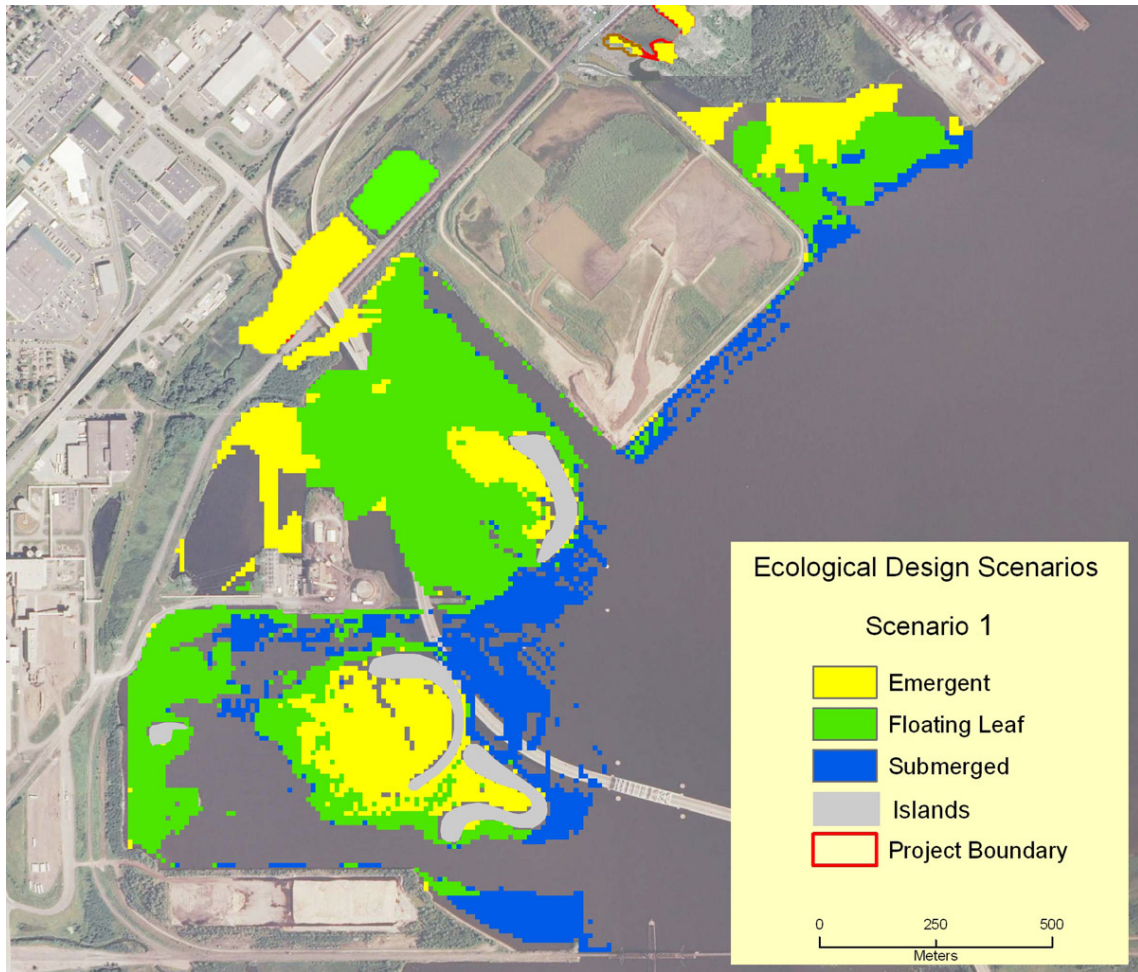 Ecological Design Scenarios
Scenario 1
Emergent
Floating Leaf
Submerged
Islands
Project Boundary
0 250 500
Meters